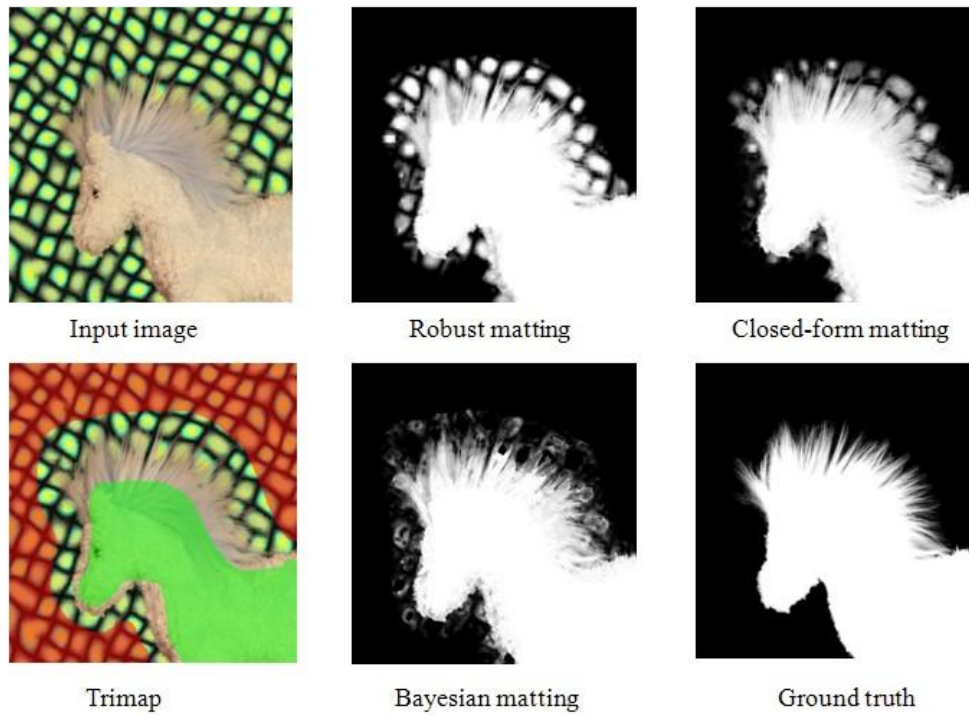 Input image
Robust matting
Closed-form matting
Trimap
Bayesian matting
Ground truth